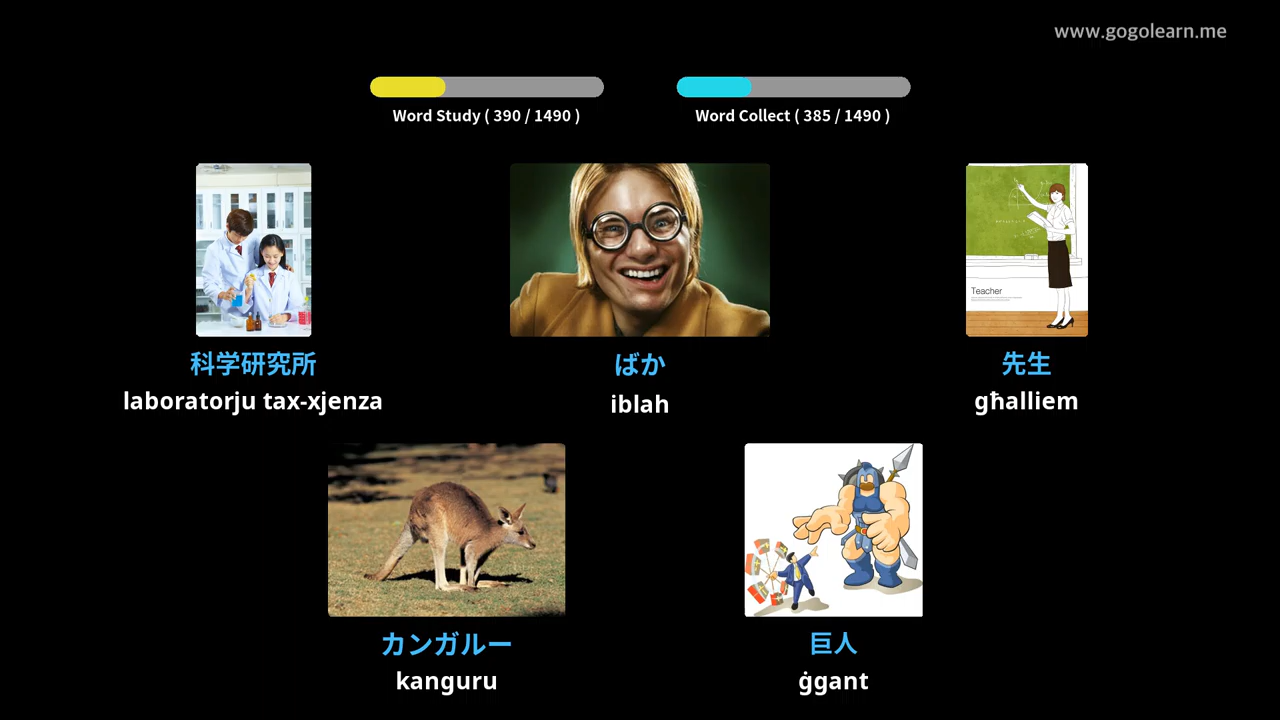 www.gogolearn.me
Word Study ( 390 / 1490 )
Word Collect ( 385 / 1490 )
Teacher
科学研究所
laboratorju tax-xjenza
ばか
iblah
先生
għalliem
カンガルー
kanguru
巨人
ġgant